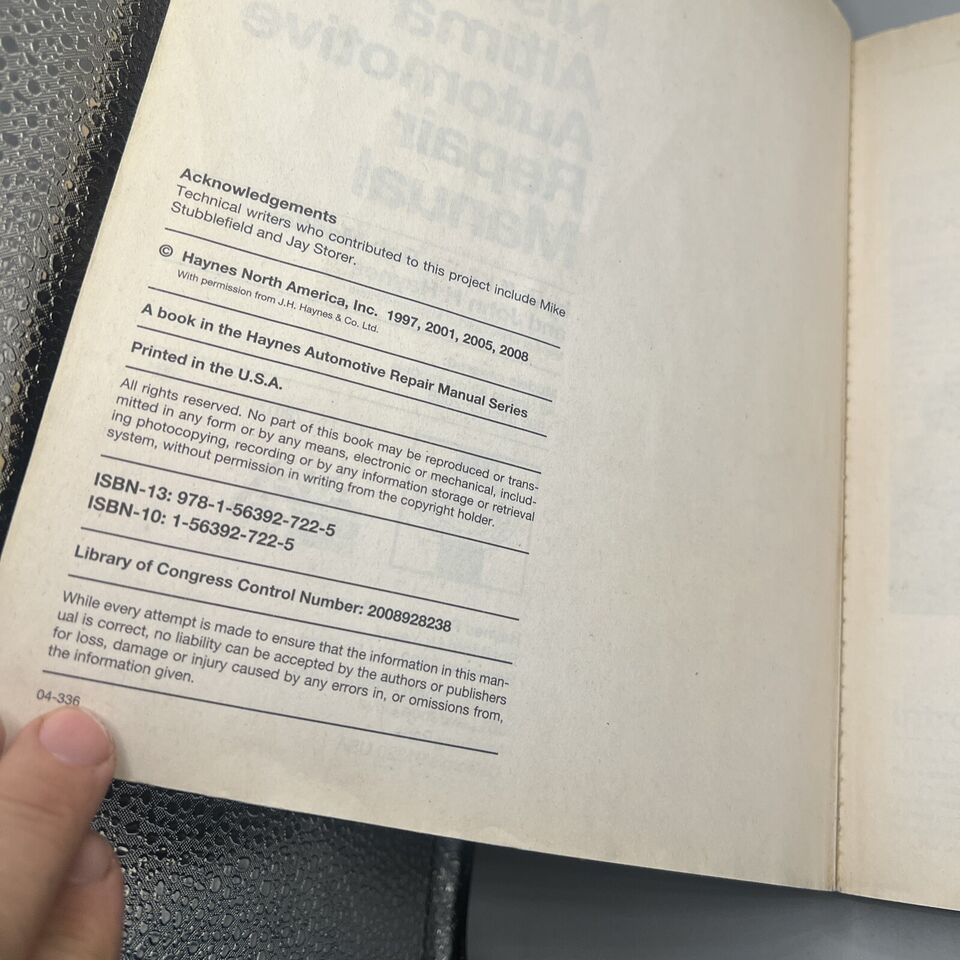 Acknowledgements
Technical writers who contributed to this project include Mike
Stubblefield and Jay Storer.
© Haynes North America, Inc. 1997, 2001, 2005, 2008
With permission from J.H. Haynes & Co. Ltd.
A book in the Haynes Automotive Repair Manual Series
Printed in the U.S.A.
All rights reserved. No part of this book may be reproduced or trans-
mitted in any form or by any means, electronic or mechanical, includ-
ing photocopying, recording or by any information storage or retrieval
system, without permission in writing from the copyright holder.
ISBN-13: 978-1-56392-722-5
ISBN-10: 1-56392-722-5
Library of Congress Control Number: 2008928238
While every attempt is made to ensure that the information in this man-
ual is correct, no liability can be accepted by the authors or publishers
for loss, damage or injury caused by any errors in, or omissions from,
the information given.
04-336
Altima
Automotive
Repair
Manual